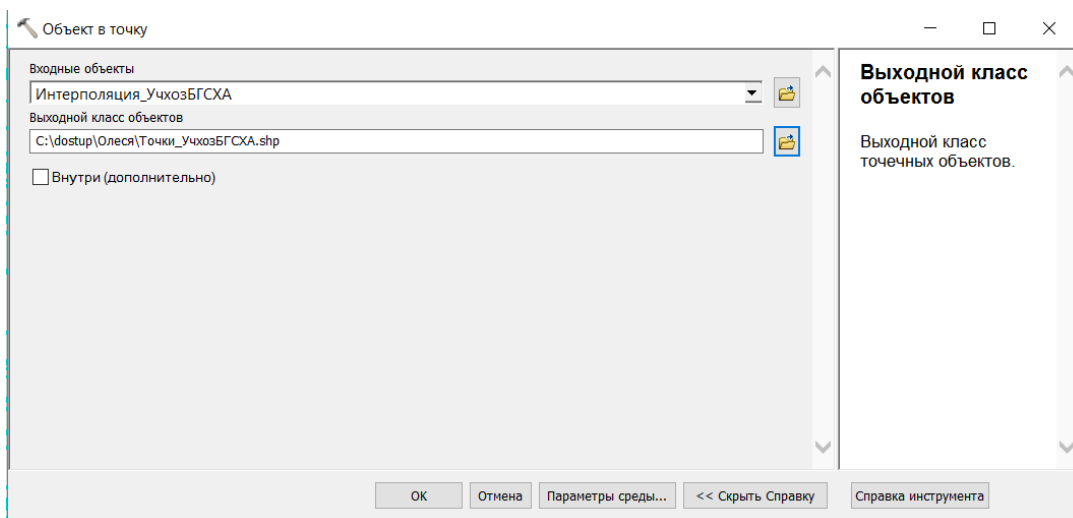 Объект в точку
Входные объекты
Интерполяция_УчхозБГСХА
Выходной класс объектов
C:\dostup\Олеся\Точки_УчхозБГСХА.shp
Внутри (дополнительно)
Выходной класс
объектов
Выходной класс
точечных объектов.
ОК
Отмена
Параметры среды...
<< Скрыть Справку
Справка инструмента